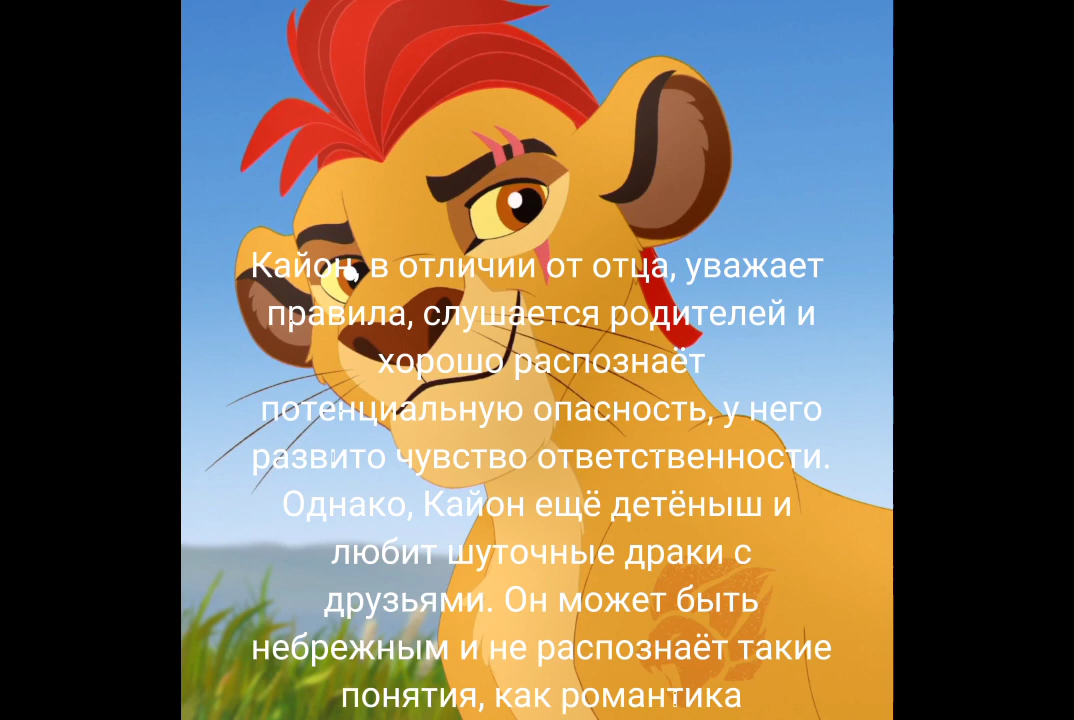 Кайон, в отличии от отца, уважает
правила, слушается родителей и
хорошо распознаёт
потенциальную опасность, у него
развито чувство ответственности.
Однако, Кайон ещё детёныш и
любит шуточные драки с
друзьями. Он может быть
небрежным и не распознаёт такие
понятия, как романтика